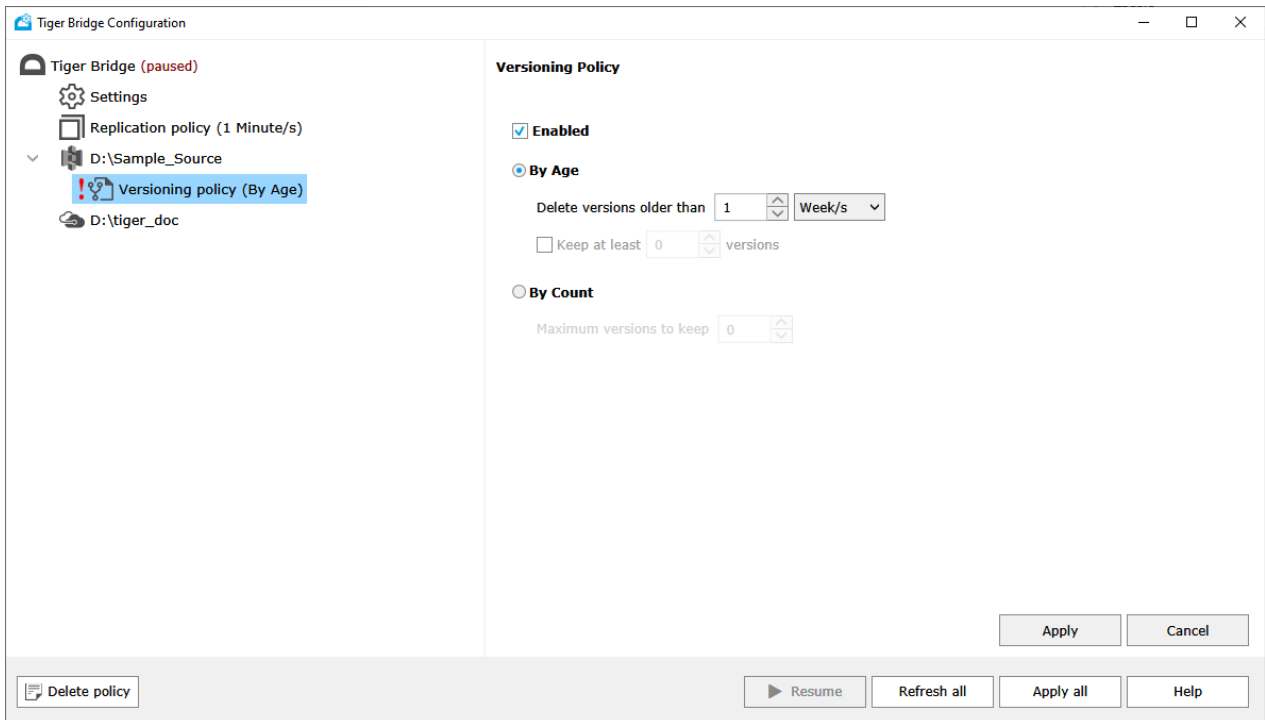 Tiger Bridge Configuration
Tiger Bridge (paused)
Settings
Replication policy (1 Minute/s)
D:\Sample_Source
! Versioning policy (By Age)
D:\tiger_doc
Versioning Policy
Enabled
By Age
Delete versions older than 1 Week/s
Keep at least 0 versions
By Count
Maximum versions to keep 0
Apply Cancel
Delete policy Resume Refresh all Apply all Help